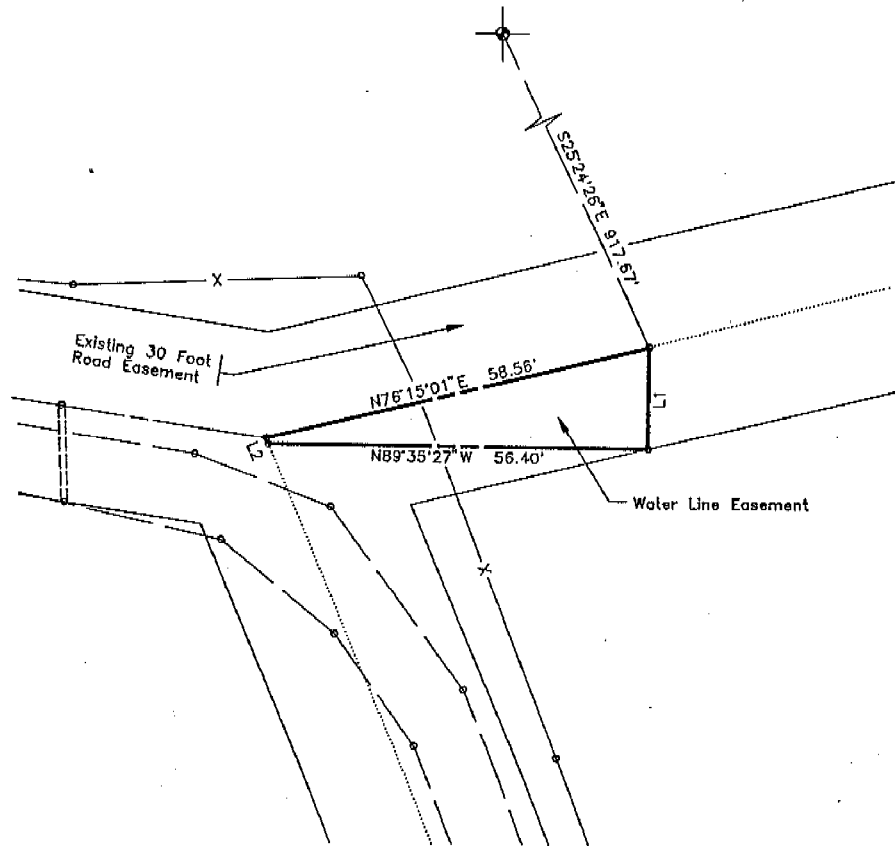 S25°24'26"E 917.67'
X
Existing 30 Foot
Road Easement
N76°15'01"E 58.56'
L1
L2
N89°35'27"W 56.40'
Water Line Easement
X